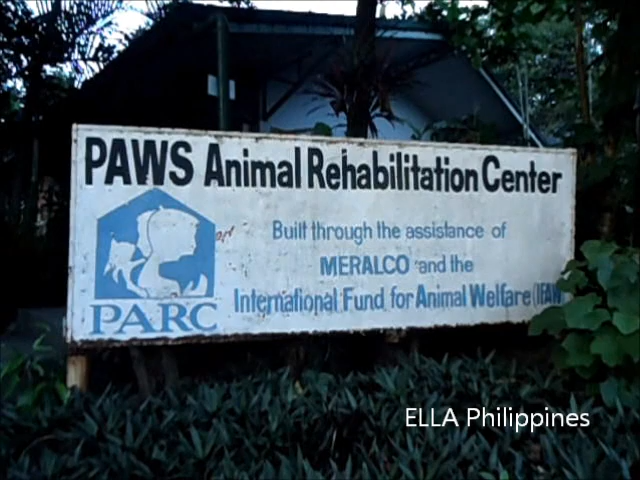 PAWS Animal Rehabilitation Center
Built through the assistance of
MERALCO and the
International Fund for Animal Welfare (IFAW
PARC
ELLA Philippines